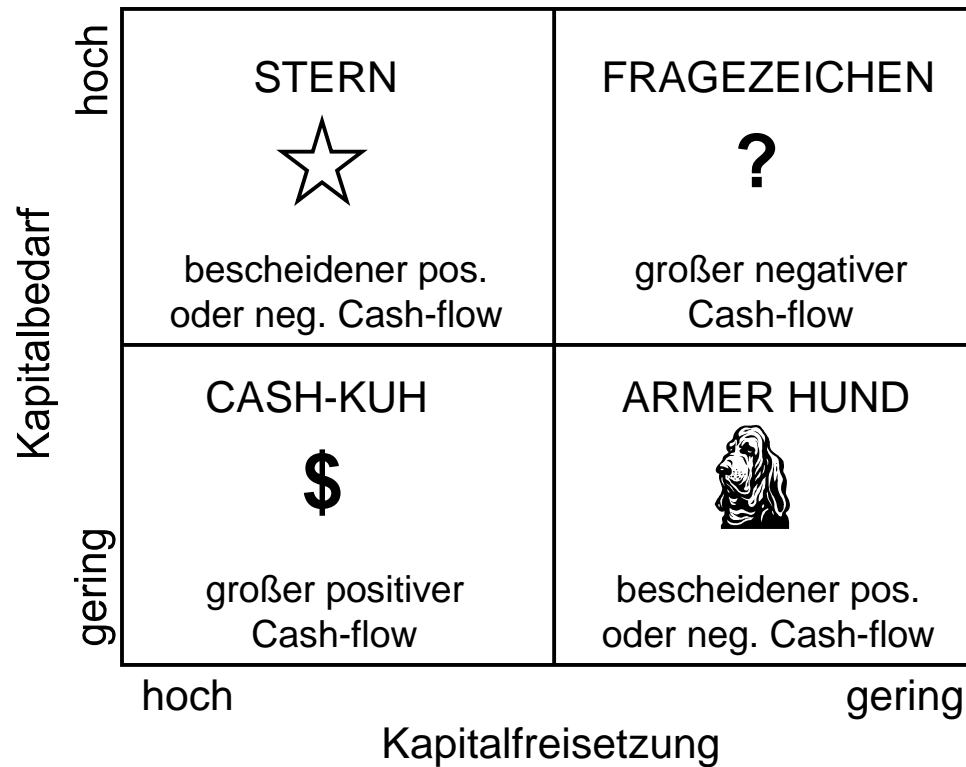 hoch
Kapitalbedarf
gering
STERN
bescheidener pos.
oder neg. Cash-flow
FRAGEZEICHEN
?
großer negativer
Cash-flow
CASH-KUH
$
großer positiver
Cash-flow
ARMER HUND
bescheidener pos.
oder neg. Cash-flow
hoch
gering
Kapitalfreisetzung